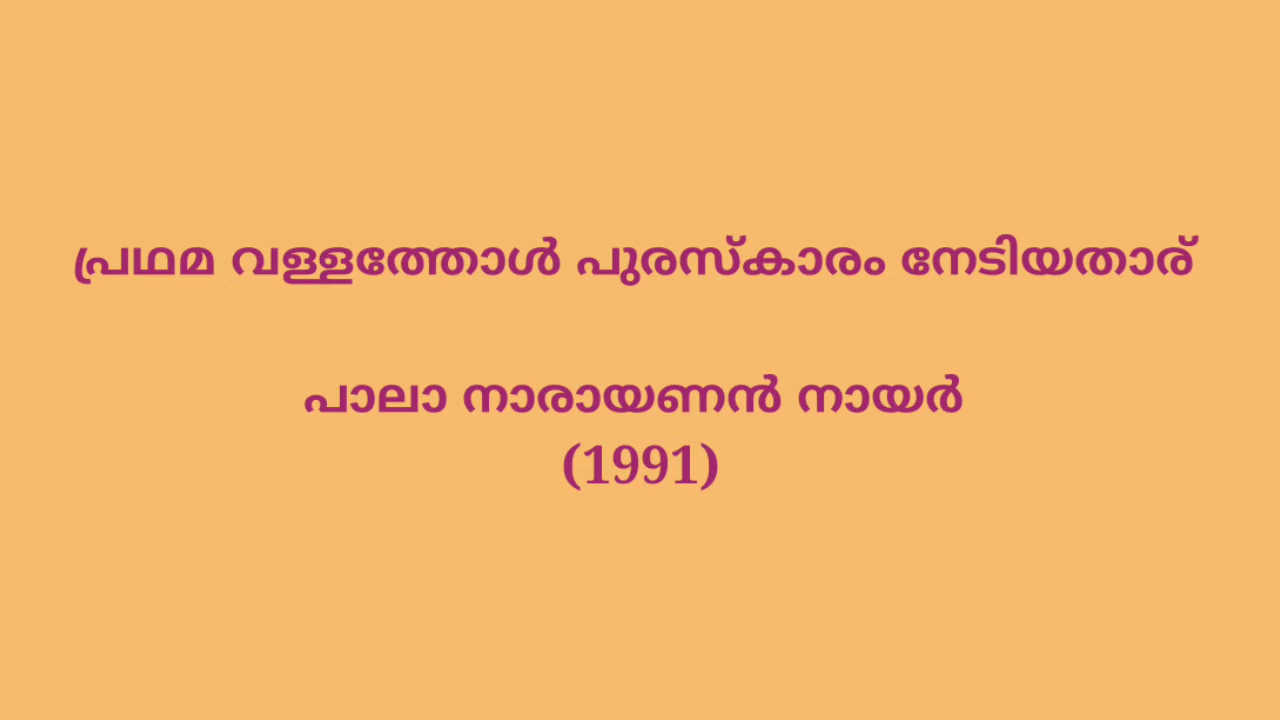 പ്രഥമ വള്ളത്തോൾ പുരസ്കാരം നേടിയതാര്
പാലാ നാരായണൻ നായർ
(1991)